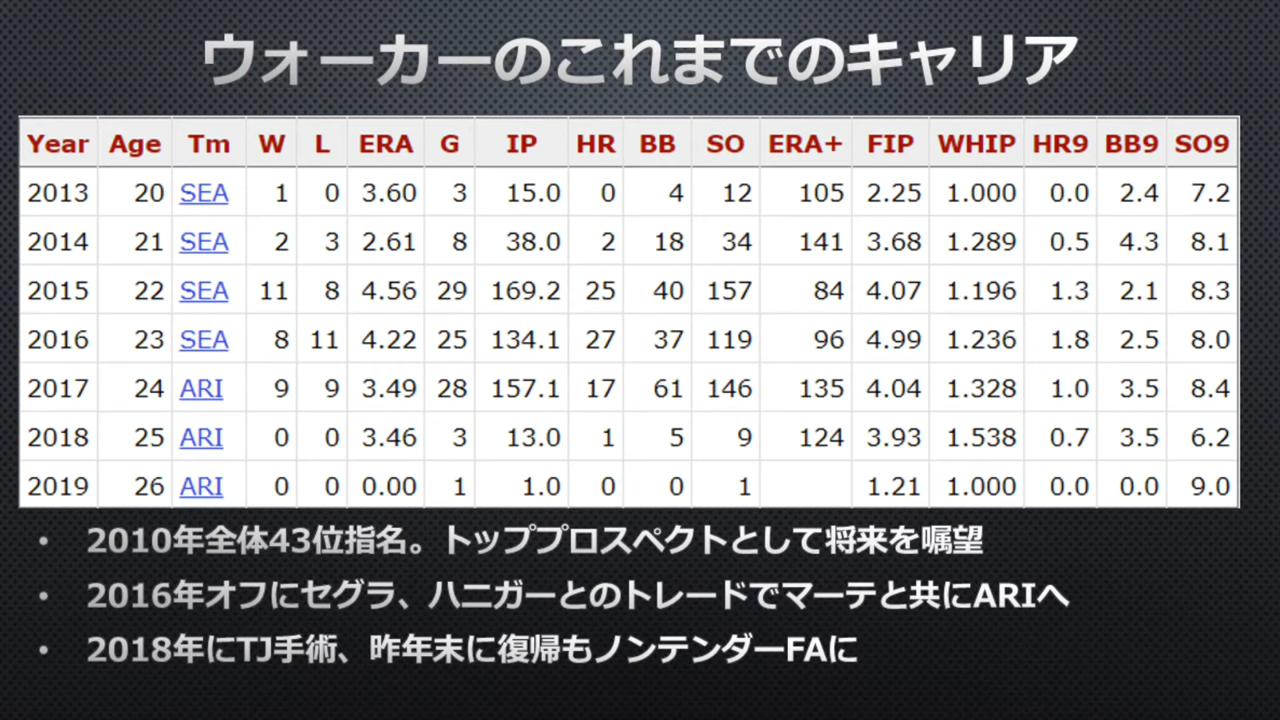 ウォーカーのこれまでのキャリア
Year Age Tm W L ERA G IP HR BB SO ERA+ FIP WHIP HR9 BB9 SO9
2013 20 SEA 1 0 3.60 3 15.0 0 4 12 105 2.25 1.000 0.0 2.4 7.2
2014 21 SEA 2 3 2.61 8 38.0 2 18 34 141 3.68 1.289 0.5 4.3 8.1
2015 22 SEA 11 8 4.56 29 169.2 25 40 157 84 4.07 1.196 1.3 2.1 8.3
2016 23 SEA 8 11 4.22 25 134.1 27 37 119 96 4.99 1.236 1.8 2.5 8.0
2017 24 ARI 9 9 3.49 28 157.1 17 61 146 135 4.04 1.328 1.0 3.5 8.4
2018 25 ARI 0 0 3.46 3 13.0 1 5 9 124 3.93 1.538 0.7 3.5 6.2
2019 26 ARI 0 0 0.00 1 1.0 0 0 1 1.21 1.000 0.0 0.0 9.0
• 2010年全体43位指名。トッププロスペクトとして将来を嘱望
• 2016年オフにセグラ、ハニガーとのトレードでマーテと共にARIへ
• 2018年にTJ手術、昨年末に復帰もノンテンダーFAに